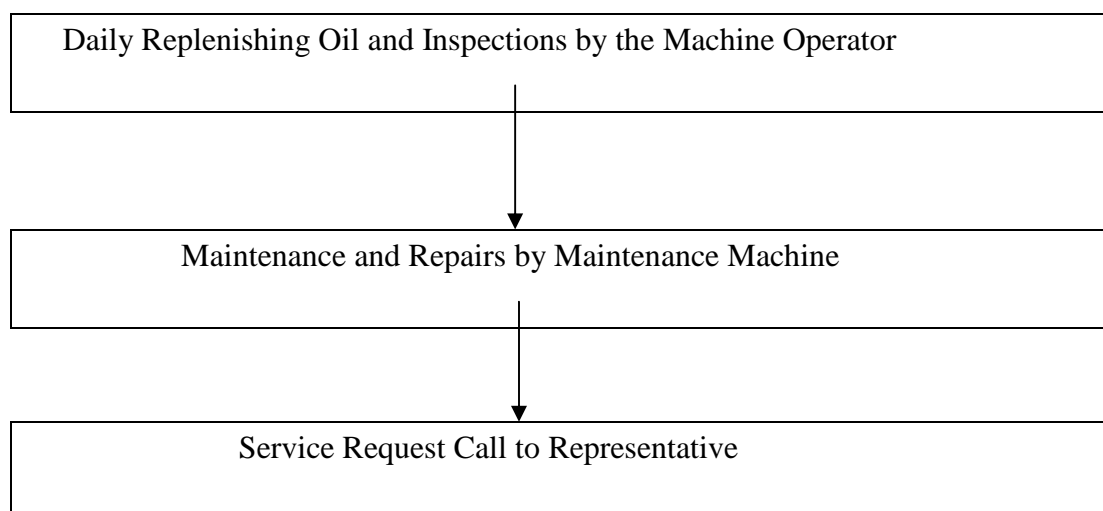 Daily Replenishing Oil and Inspections by the Machine Operator
Maintenance and Repairs by Maintenance Machine
Service Request Call to Representative